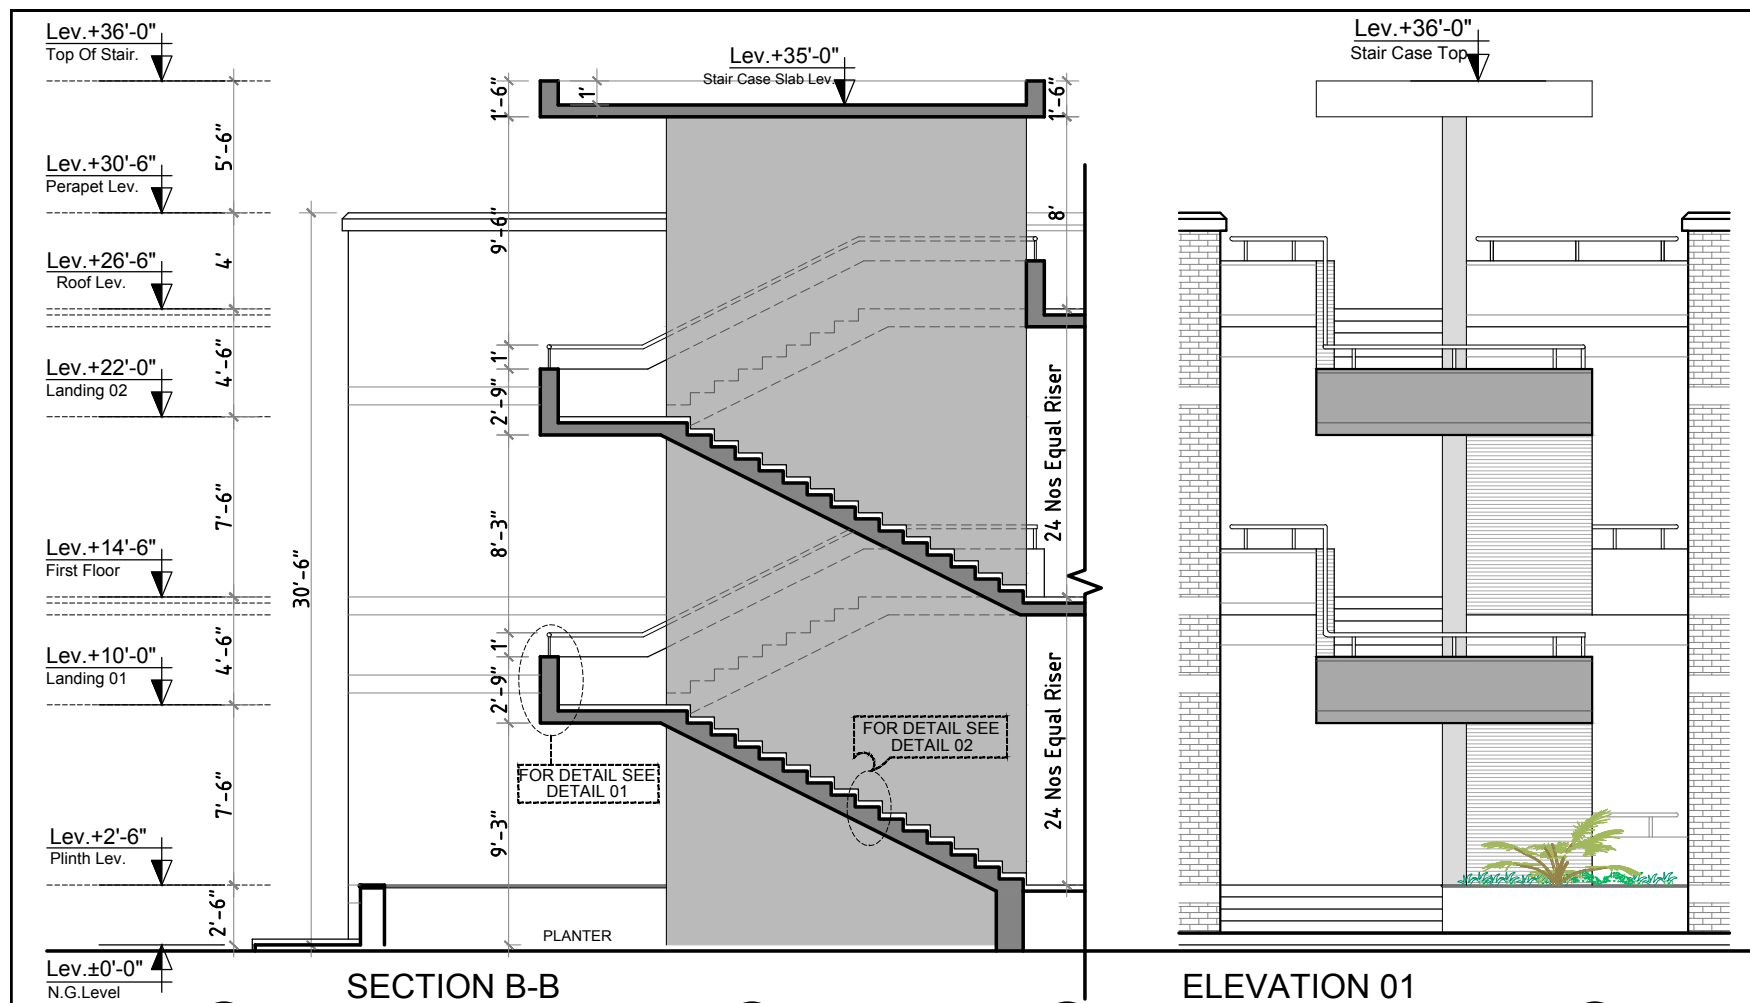 Lev.+36'-0"
Top Of Stair.
Lev.+30'-6"
Perapet Lev.
Lev.+26'-6"
Roof Lev.
Lev.+22'-0"
Landing 02
Lev.+14'-6"
First Floor
Lev.+10'-0"
Landing 01
Lev.+2'-6"
Plinth Lev.
Lev.±0'-0"
N.G.Level
5'-6"
4'
4'-6"
7'-6"
4'-6"
7'-6"
2'-6"
30'-6"
1'-6"
9'-6"
1'
2'-9"
8'-3"
1'
2'-9"
9'-3"
1'
Lev.+35'-0"
Stair Case Slab Lev.
1'-6"
8'
24 Nos Equal Riser
24 Nos Equal Riser
FOR DETAIL SEE
DETAIL 01
FOR DETAIL SEE
DETAIL 02
PLANTER
SECTION B-B
Lev.+36'-0"
Stair Case Top
ELEVATION 01